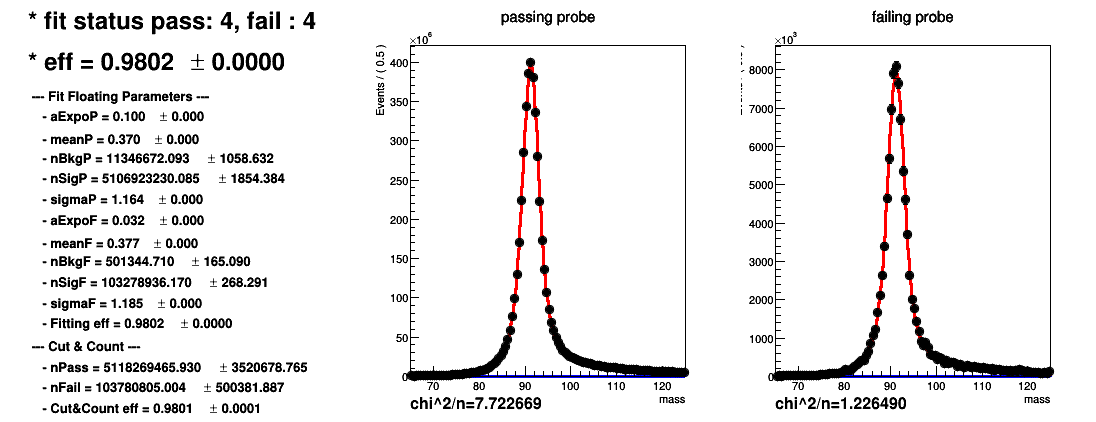 * fit status pass: 4, fail : 4
* eff = 0.9802 ± 0.0000
--- Fit Floating Parameters ---
- aExpoP = 0.100 ± 0.000
- meanP = 0.370 ± 0.000
- nBkgP = 11346672.093 ± 1058.632
- nSigP = 5106923230.085 ± 1854.384
- sigmaP = 1.164 ± 0.000
- aExpoF = 0.032 ± 0.000
- meanF = 0.377 ± 0.000
- nBkgF = 501344.710 ± 165.090
- nSigF = 103278936.170 ± 268.291
- sigmaF = 1.185 ± 0.000
- Fitting eff = 0.9802 ± 0.0000
--- Cut & Count ---
- nPass = 5118269465.930 ± 3520678.765
- nFail = 103780805.004 ± 500381.887
- Cut&Count eff = 0.9801 ± 0.0001
passing probe
×10⁶
Events / ( 0.5 )
400
350
300
250
200
150
100
50
0
70 80 90 100 110 120
mass
chi^2/n=7.722669
failing probe
×10³
8000
7000
6000
5000
4000
3000
2000
1000
0
70 80 90 100 110 120
mass
chi^2/n=1.226490